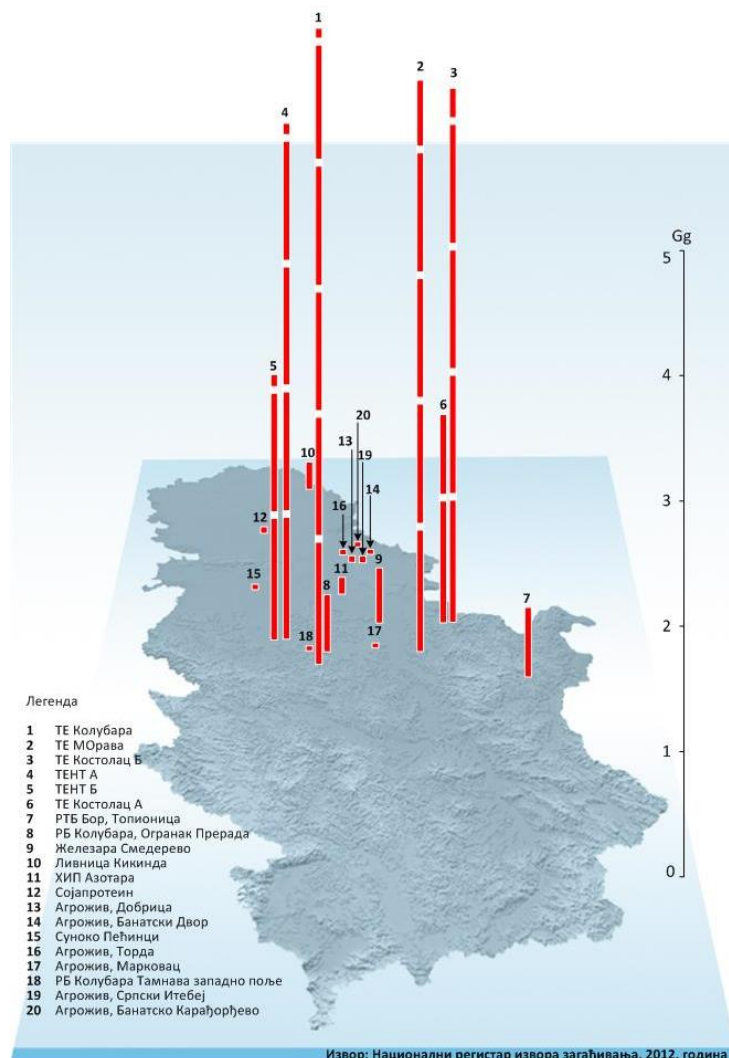 1
2
3
4
Gg
5
5
4
20
6
13
19
10
3
16
14
12
9
11
15
8
7
2
17
18
Легенда
1 ТЕ Колубара
2 ТЕ МОрава
3 ТЕ Костолац Б
4 ТЕНТ А
5 ТЕНТ Б
1
6 ТЕ Костолац А
7 РТБ Бор, Топионица
8 РБ Колубара, Огранак Прерада
9 Железара Смедерево
10 Ливница Кикинда
0
11 ХИП Азотара
12 Сојапротеин
13 Агрожив, Добрица
14 Агрожив, Банатски Двор
15 Суноко Пећинци
16 Агрожив, Торда
17 Агрожив, Марковац
18 РБ Колубара Тамнава западно поље
19 Агрожив, Српски Итебеј
20 Агрожив, Банатско Карађорђево
Извор: Национални регистар извора загађивања, 2012. година